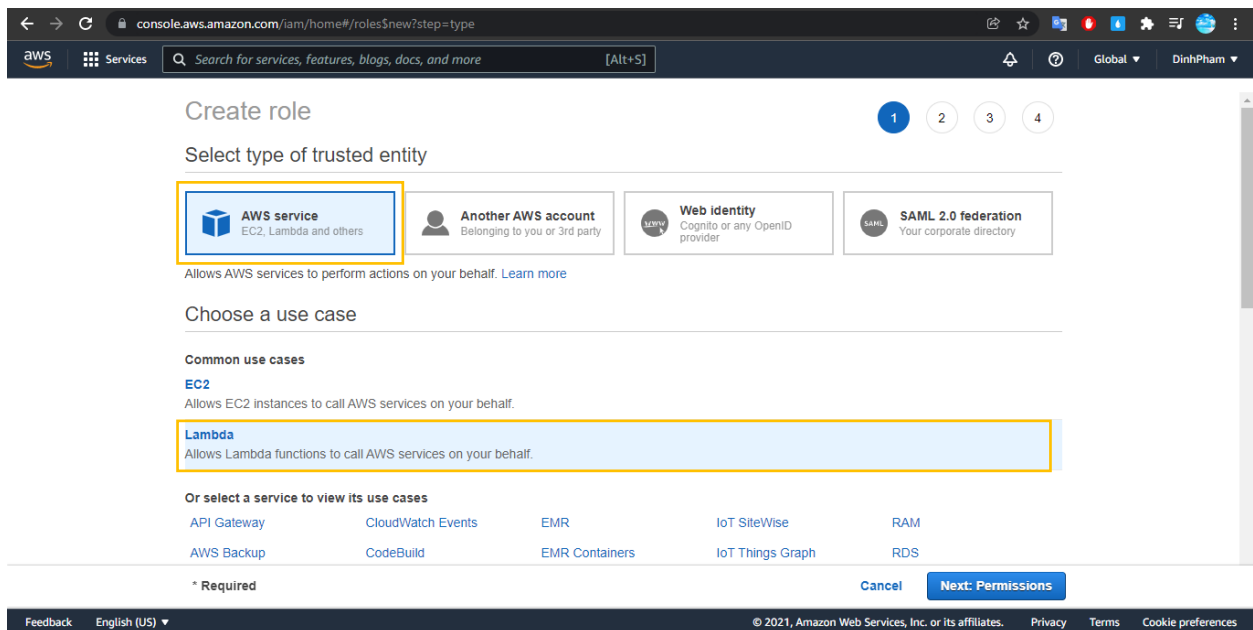 console.aws.amazon.com/iam/home#/roles$new?step=type
aws Services Search for services, features, blogs, docs, and more [Alt+S] Global ▼ DinhPham ▼
Create role
1 2 3 4
Select type of trusted entity
AWS service
EC2, Lambda and others
Another AWS account
Belonging to you or 3rd party
www
Web identity
Cognito or any OpenID
provider
SAML
SAML 2.0 federation
Your corporate directory
Allows AWS services to perform actions on your behalf. Learn more
Choose a use case
Common use cases
EC2
Allows EC2 instances to call AWS services on your behalf.
Lambda
Allows Lambda functions to call AWS services on your behalf.
Or select a service to view its use cases
API Gateway CloudWatch Events EMR IoT SiteWise RAM
AWS Backup CodeBuild EMR Containers IoT Things Graph RDS
* Required Cancel Next: Permissions
Feedback English (US) ▼ © 2021, Amazon Web Services, Inc. or its affiliates. Privacy Terms Cookie preferences